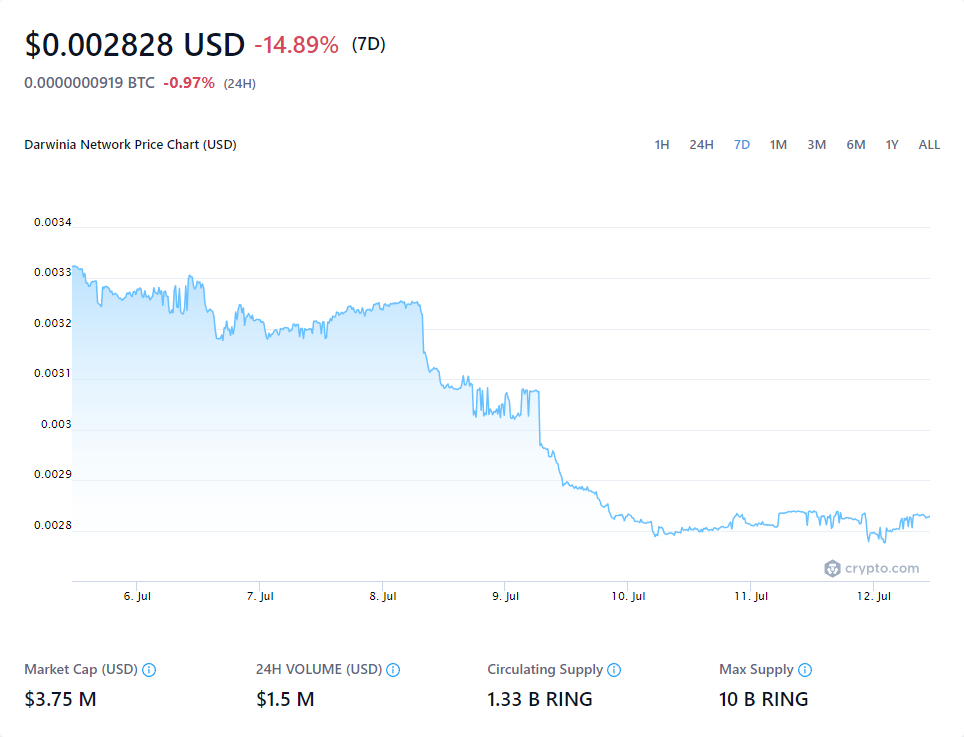 $0.002828 USD -14.89% (7D)
0.0000000919 BTC -0.97% (24H)
Darwinia Network Price Chart (USD) 1H 24H 7D 1M 3M 6M 1Y ALL
0.0034
0.0033
0.0032
0.0031
0.003
0.0029
0.0028
crypto.com
6. Jul 7. Jul 8. Jul 9. Jul 10. Jul 11. Jul 12. Jul
Market Cap (USD) 24H VOLUME (USD) Circulating Supply Max Supply
$3.75 M $1.5 M 1.33 B RING 10 B RING